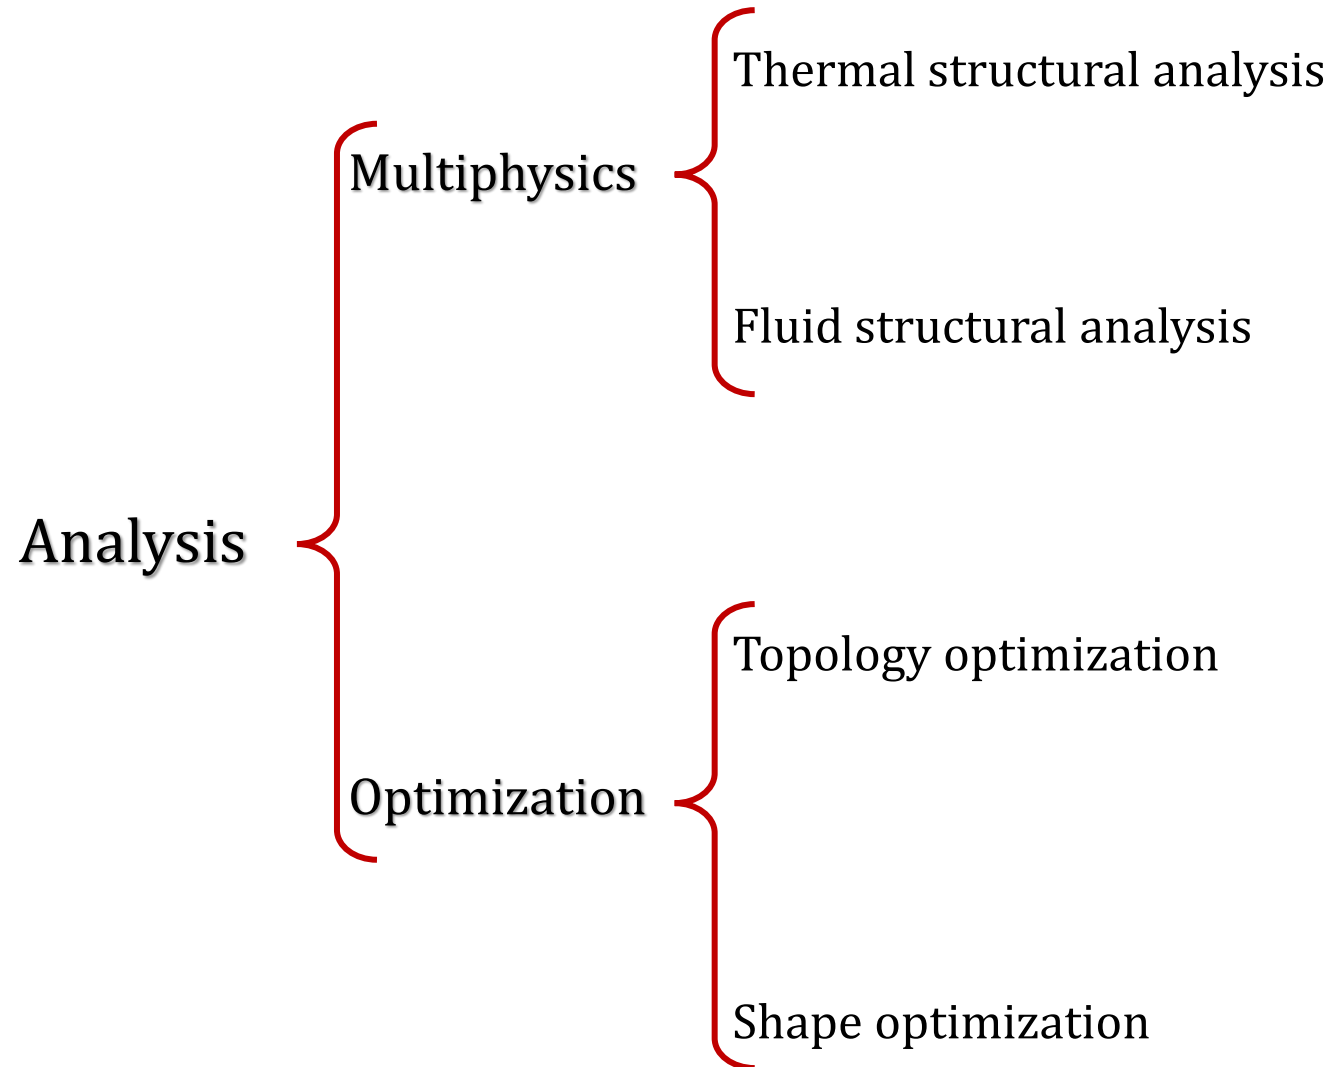 Thermal structural analysis
Multiphysics
Fluid structural analysis
Analysis
Topology optimization
Optimization
Shape optimization